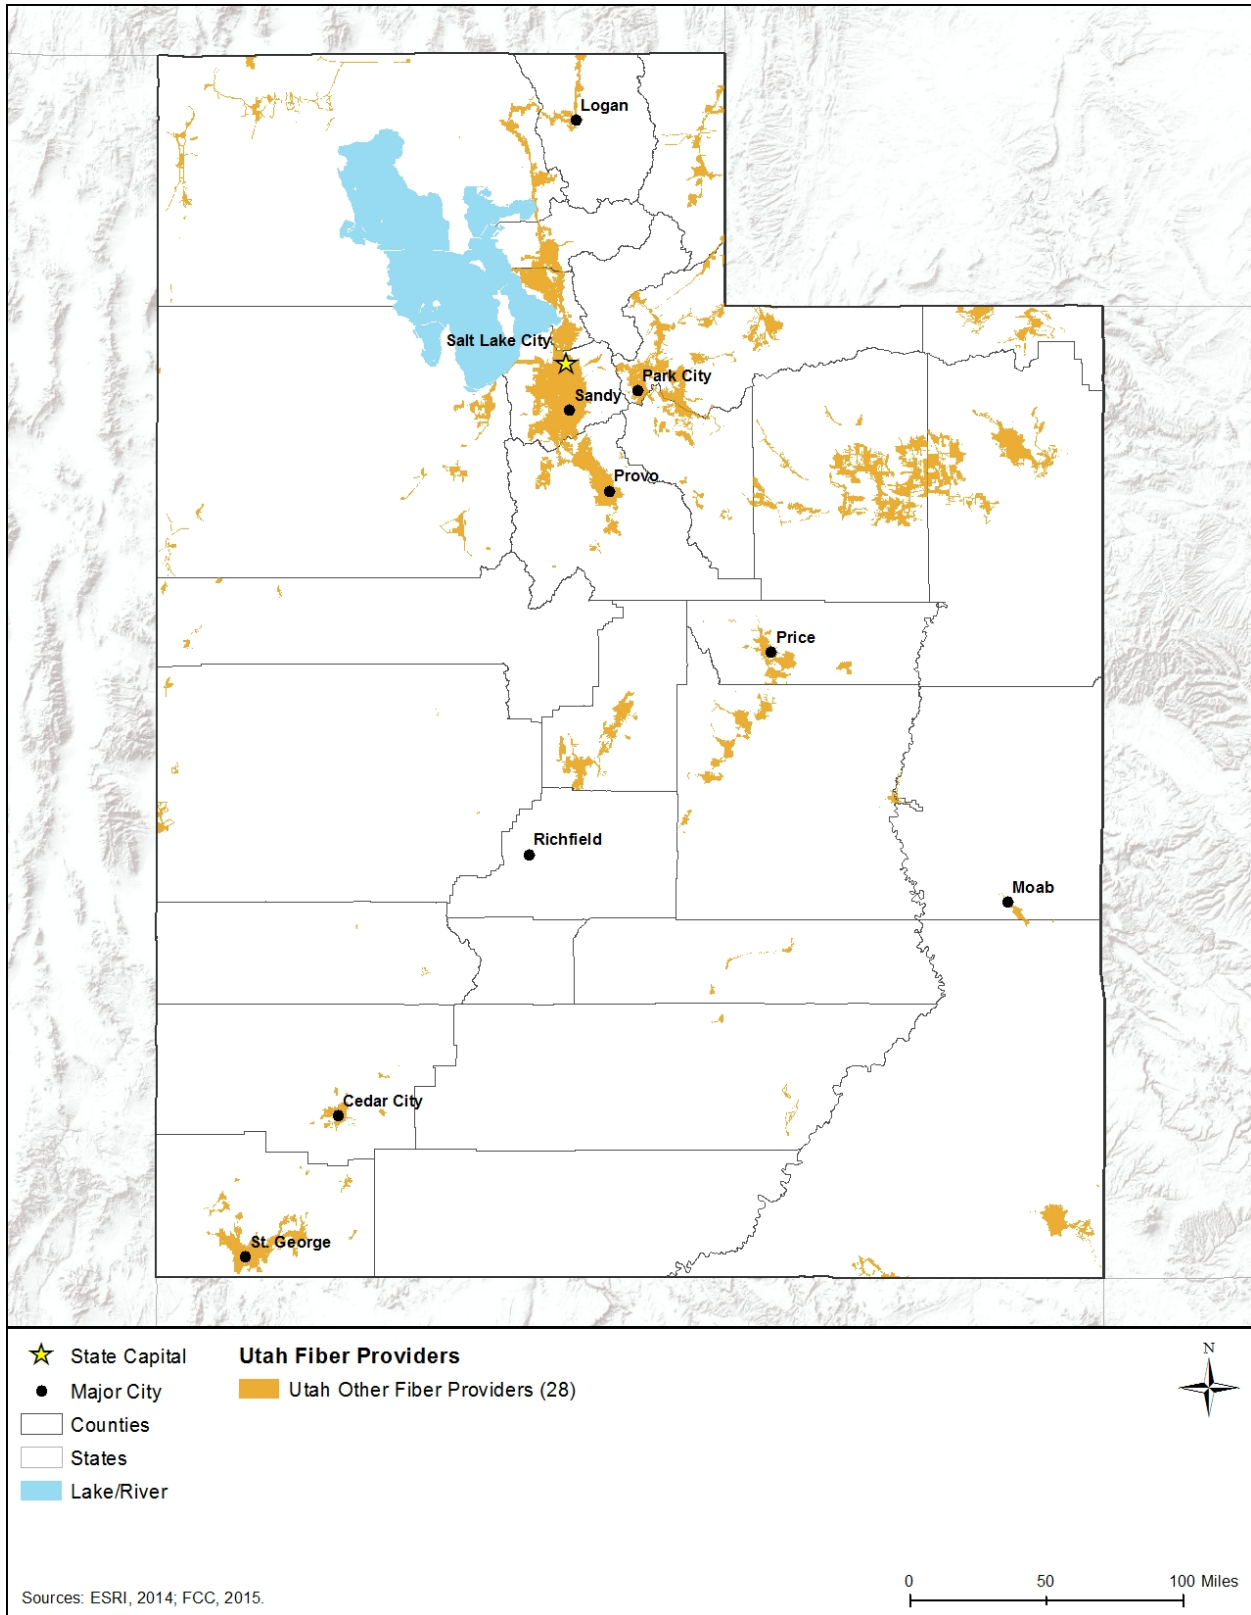 Logan
Salt Lake City
Park City
Sandy
Provo
Price
Richfield
Moab
Cedar City
St. George
State Capital
Major City
Counties
States
Lake/River
Utah Fiber Providers
Utah Other Fiber Providers (28)
N
0 50 100 Miles
Sources: ESRI, 2014; FCC, 2015.